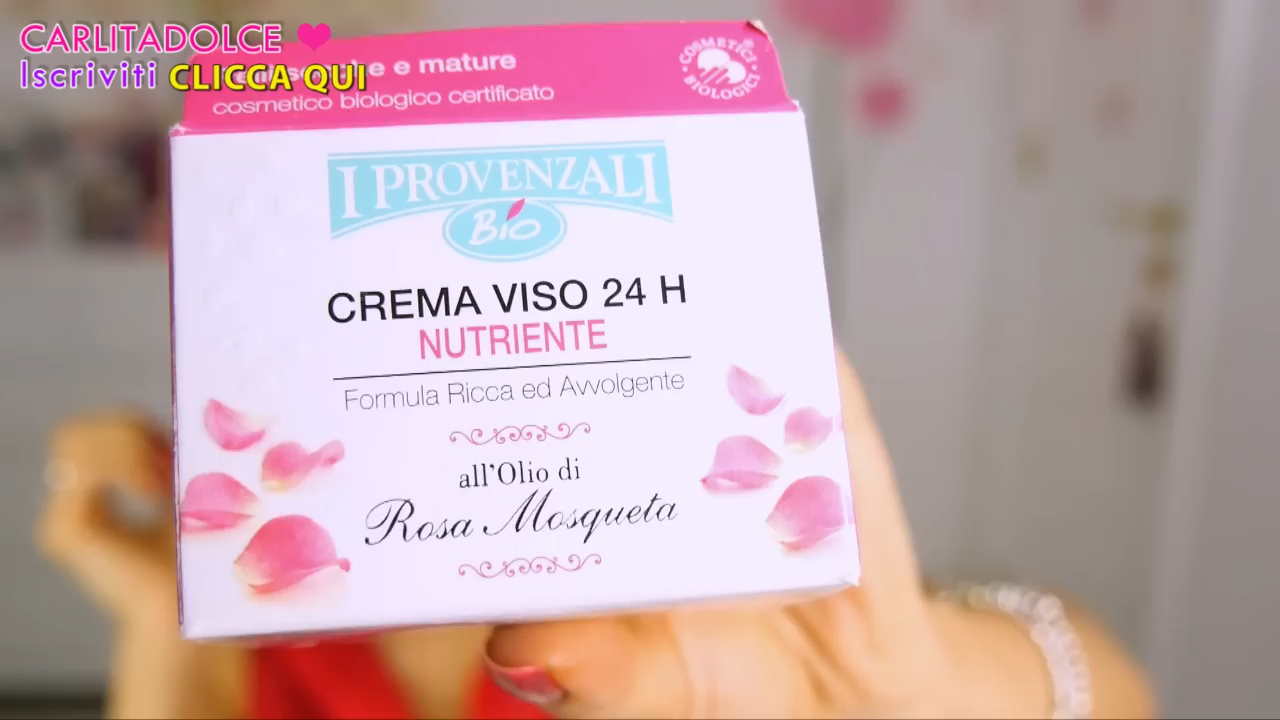 CARLITADOLCE
Iscriviti CLICCA QUI
e mature
cosmetico biologico certificato
COSMETICI BIOLOGICI
I PROVENZALI
Bio
CREMA VISO 24 H
NUTRIENTE
Formula Ricca ed Avvolgente
all'Olio di
Rosa Mosqueta